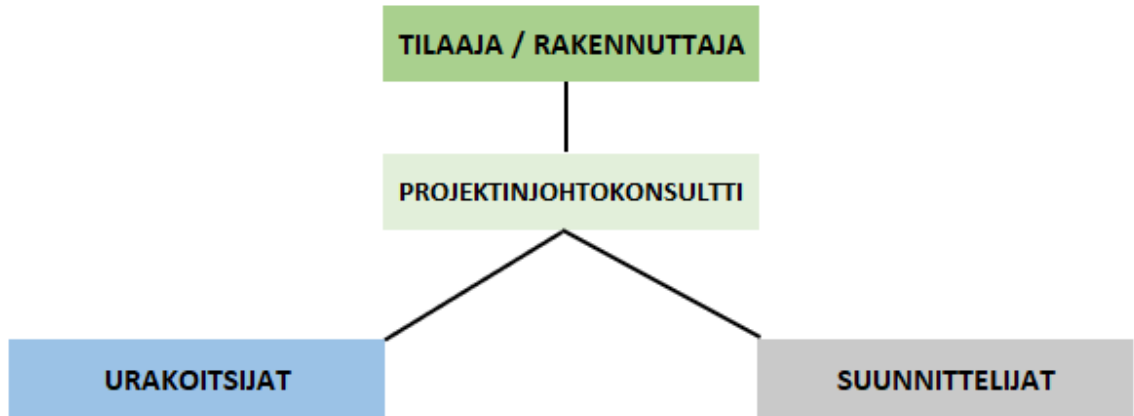 TILAAJA / RAKENNUTTAJA
PROJEKTINJOHTOKONSULTTI
URAKOITSIJAT
SUUNNITTELIJAT